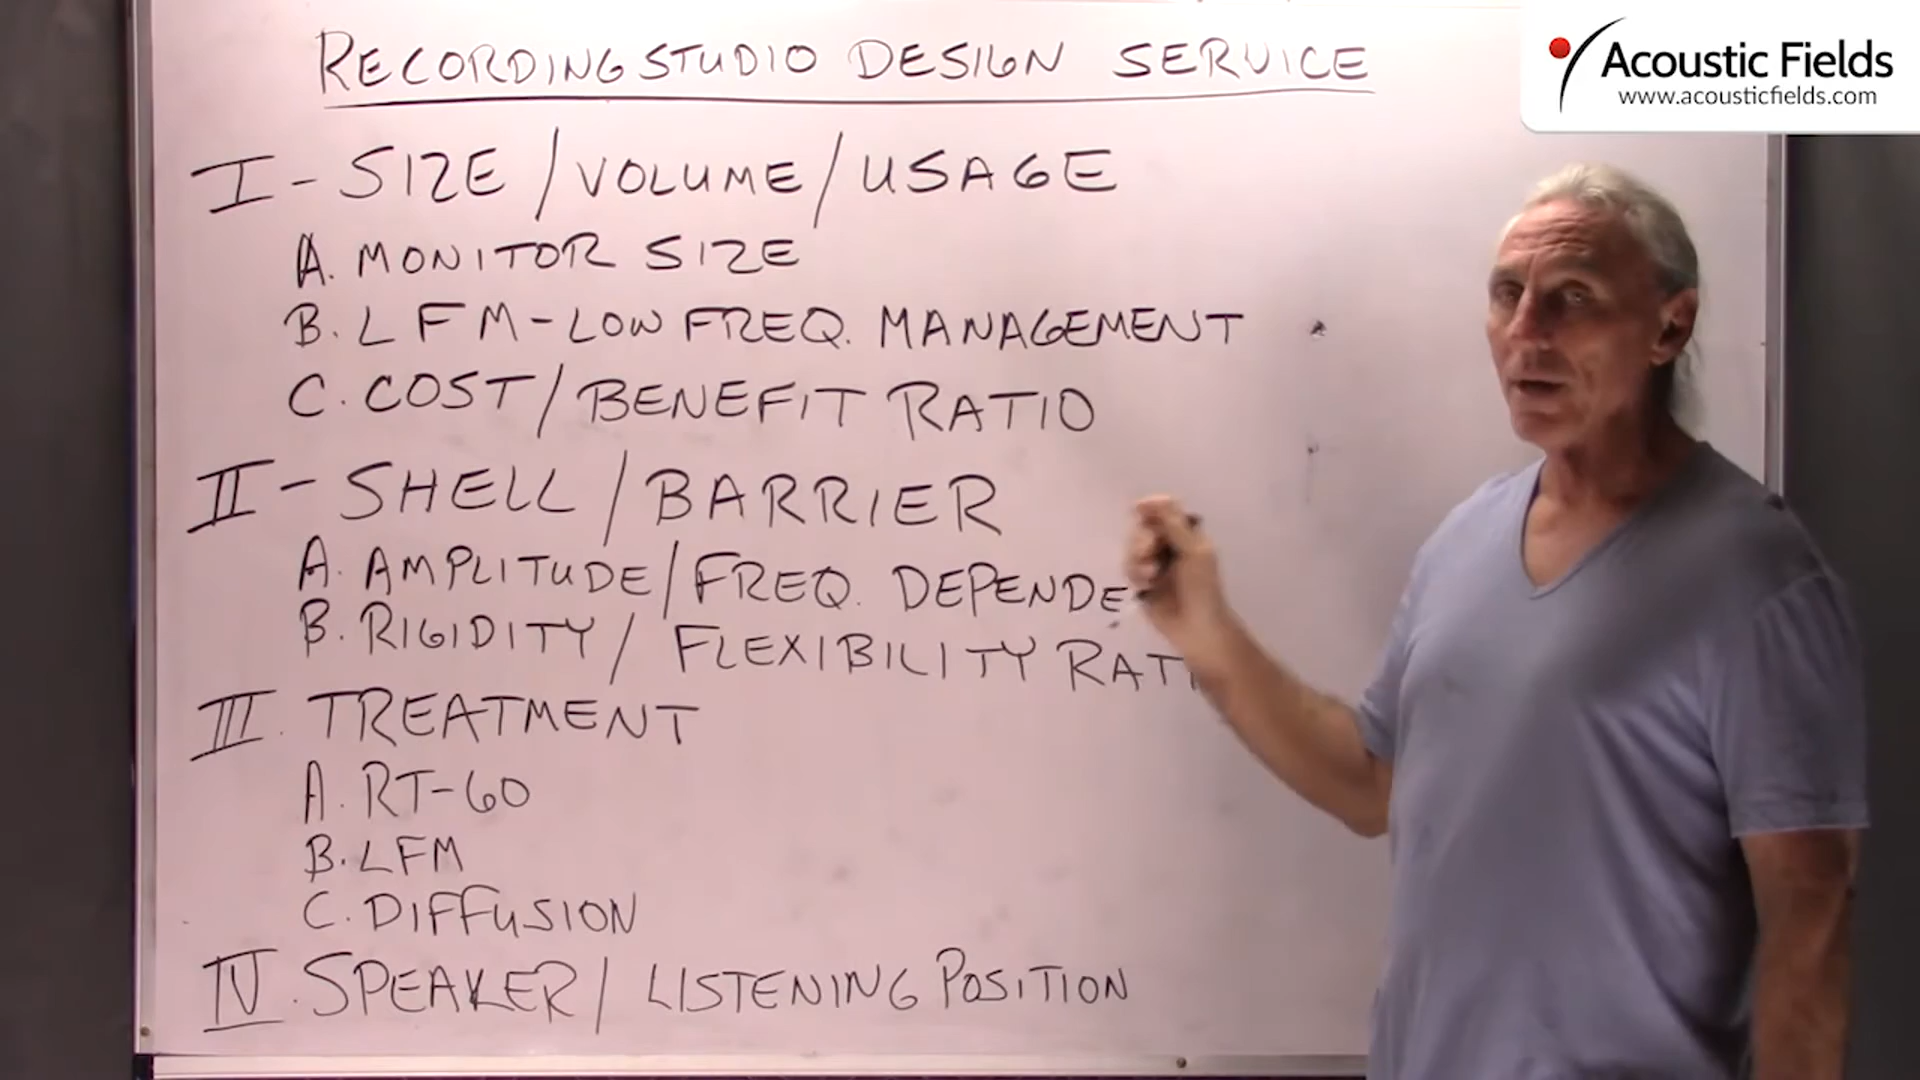 RECORDING STUDIO DESIGN SERVICE
Acoustic Fields
www.acousticfields.com
I - SIZE / VOLUME / USAGE
A. MONITOR SIZE
B. LFM - LOW FREQ. MANAGEMENT
C. COST / BENEFIT RATIO
II - SHELL / BARRIER
A. AMPLITUDE / FREQ. DEPENDE
B. RIGIDITY / FLEXIBILITY RATI
III. TREATMENT
A. RT-60
B. LFM
C. DIFFUSION
IV. SPEAKER / LISTENING POSITION